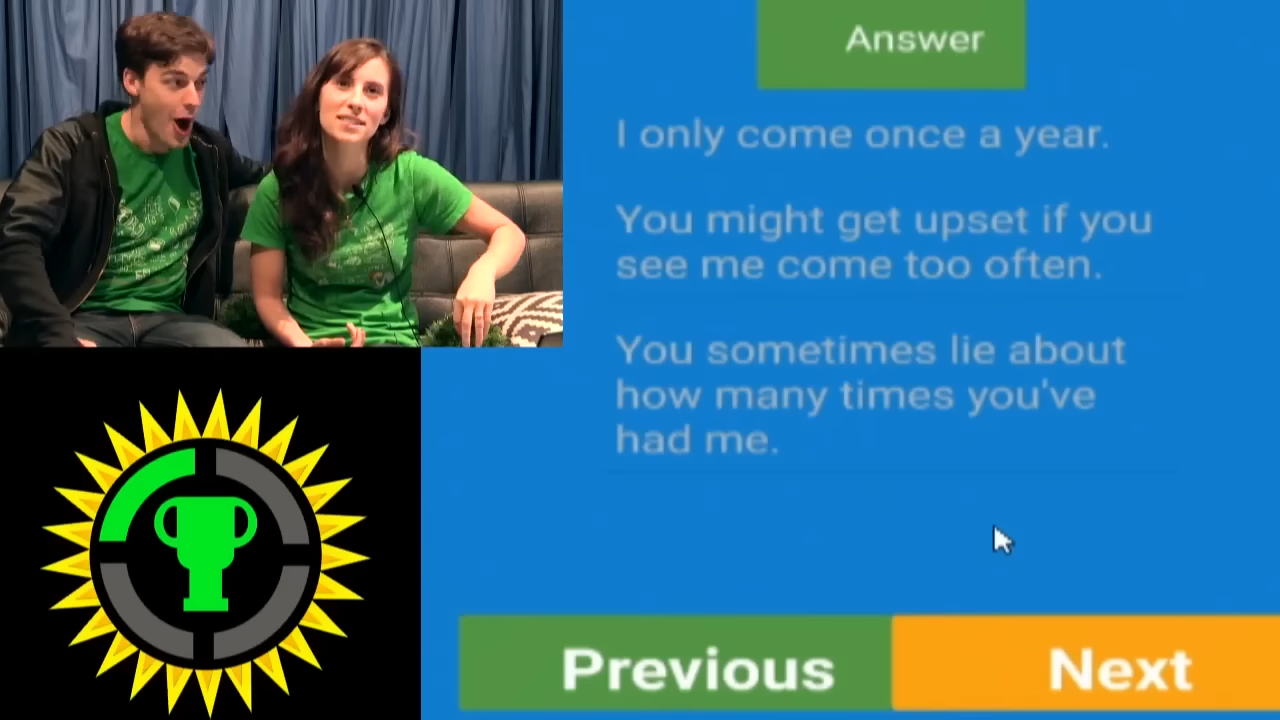 Answer
I only come once a year.
You might get upset if you
see me come too often.
You sometimes lie about
how many times you've
had me.
Previous
Next